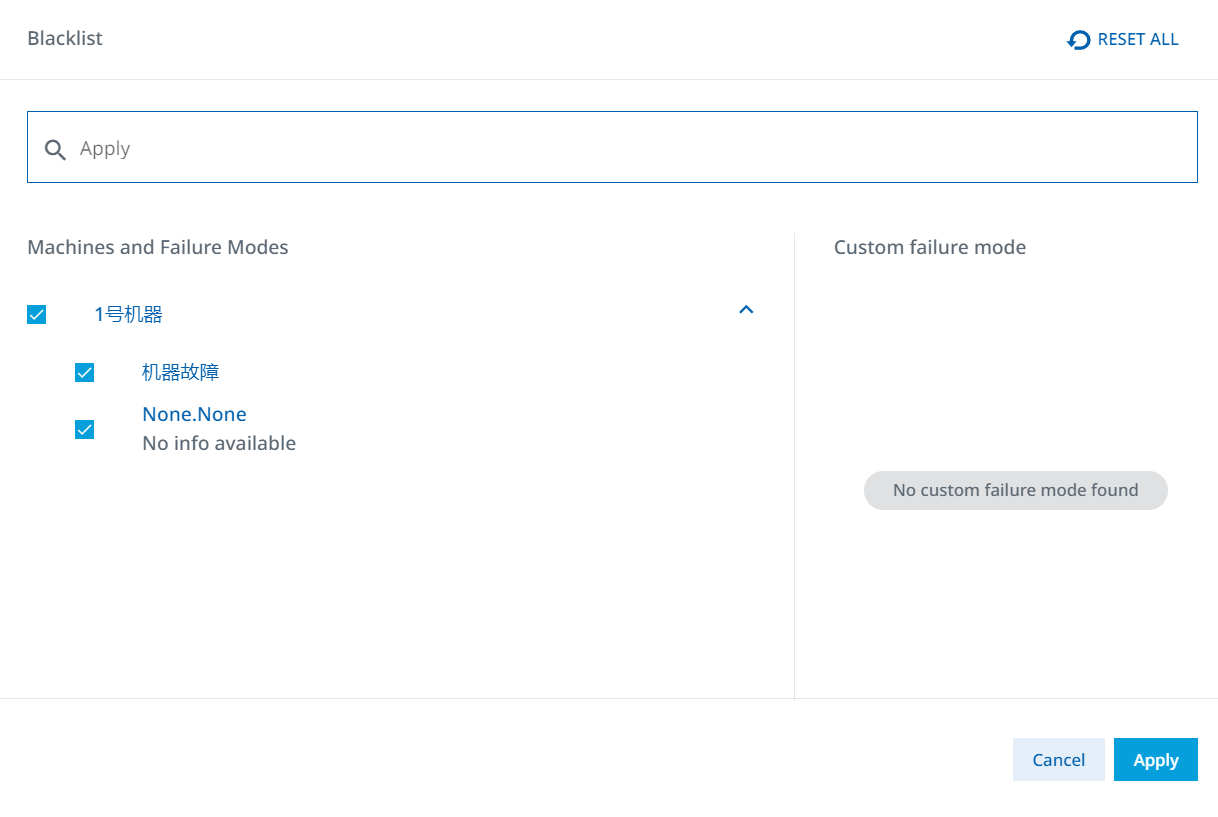 Blacklist
RESET ALL
Apply
Machines and Failure Modes
Custom failure mode
1号机器
机器故障
None.None
No info available
No custom failure mode found
Cancel
Apply